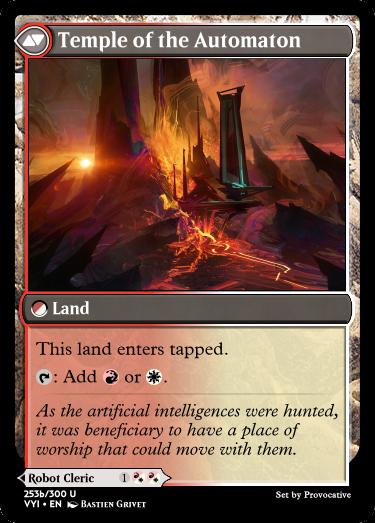 Temple of the Automaton
Land
This land enters tapped.
: Add or .
As the artificial intelligences were hunted,
it was beneficiary to have a place of
worship that could move with them.
Robot Cleric 1
253b/300 U
VYI • EN Bastien Grivet
Set by Provocative